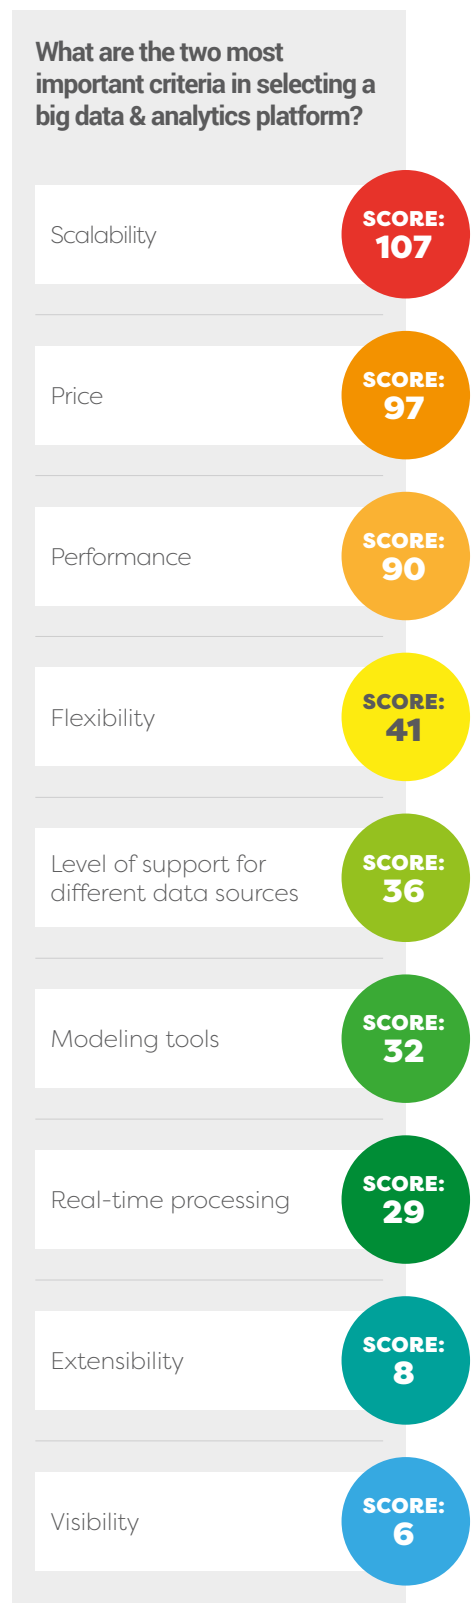 What are the two most
important criteria in selecting a
big data & analytics platform?
Scalability
SCORE:
107
Price
SCORE:
97
Performance
SCORE:
90
Flexibility
SCORE:
41
Level of support for
different data sources
SCORE:
36
Modeling tools
SCORE:
32
Real-time processing
SCORE:
29
Extensibility
SCORE:
8
Visibility
SCORE:
6